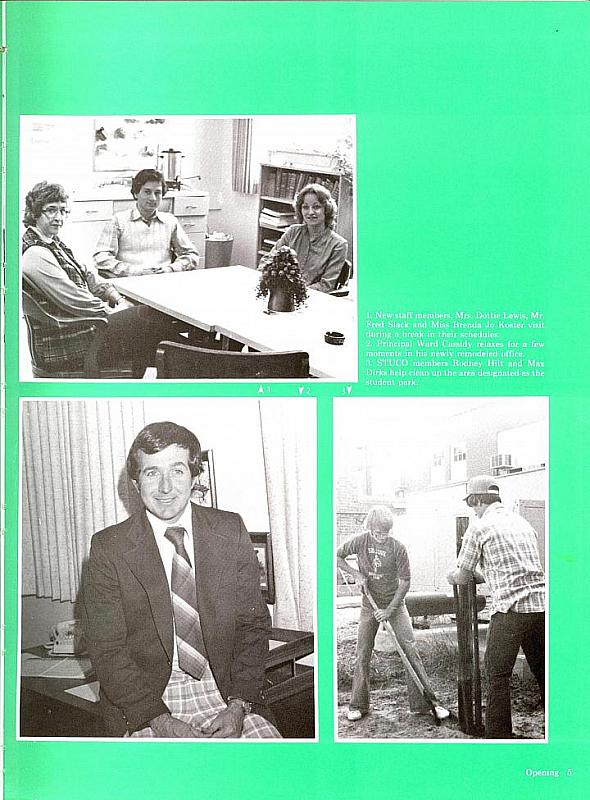 1. New staff members, Mrs. Dottie Lewis, Mr.
Fred Slack and Miss Brenda Jo Koster visit
during a break in their schedules.
2. Principal Ward Cassidy relaxes for a few
moments in his newly remodeled office.
3. STUCO members Rodney Hilt and Max
Dirks help clean up the area designated as the
student park.
▲1 ▼2 3▼
Opening 5